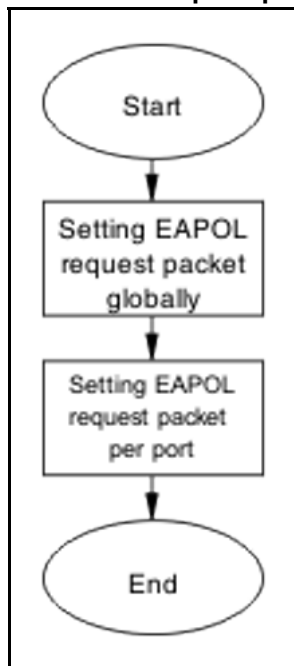 Start
Setting EAPOL
request packet
globally
Setting EAPOL
request packet
per port
End